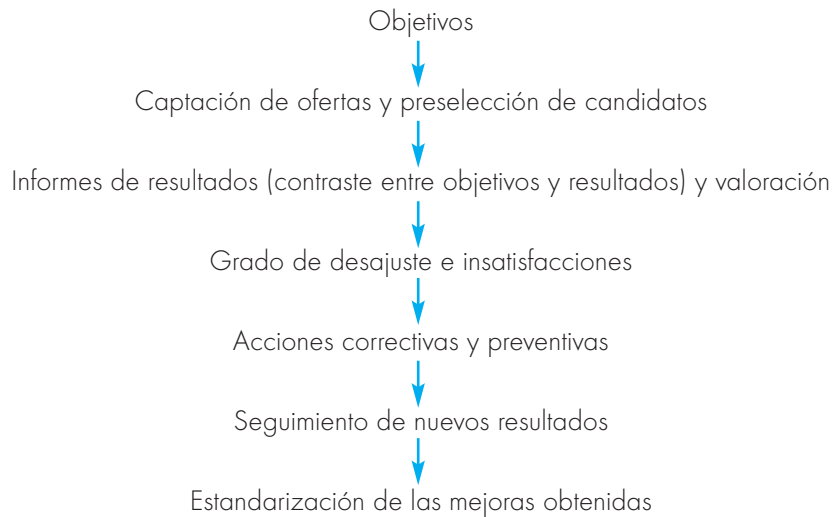 Objetivos
Captación de ofertas y preselección de candidatos
Informes de resultados (contraste entre objetivos y resultados) y valoración
Grado de desajuste e insatisfacciones
Acciones correctivas y preventivas
Seguimiento de nuevos resultados
Estandarización de las mejoras obtenidas